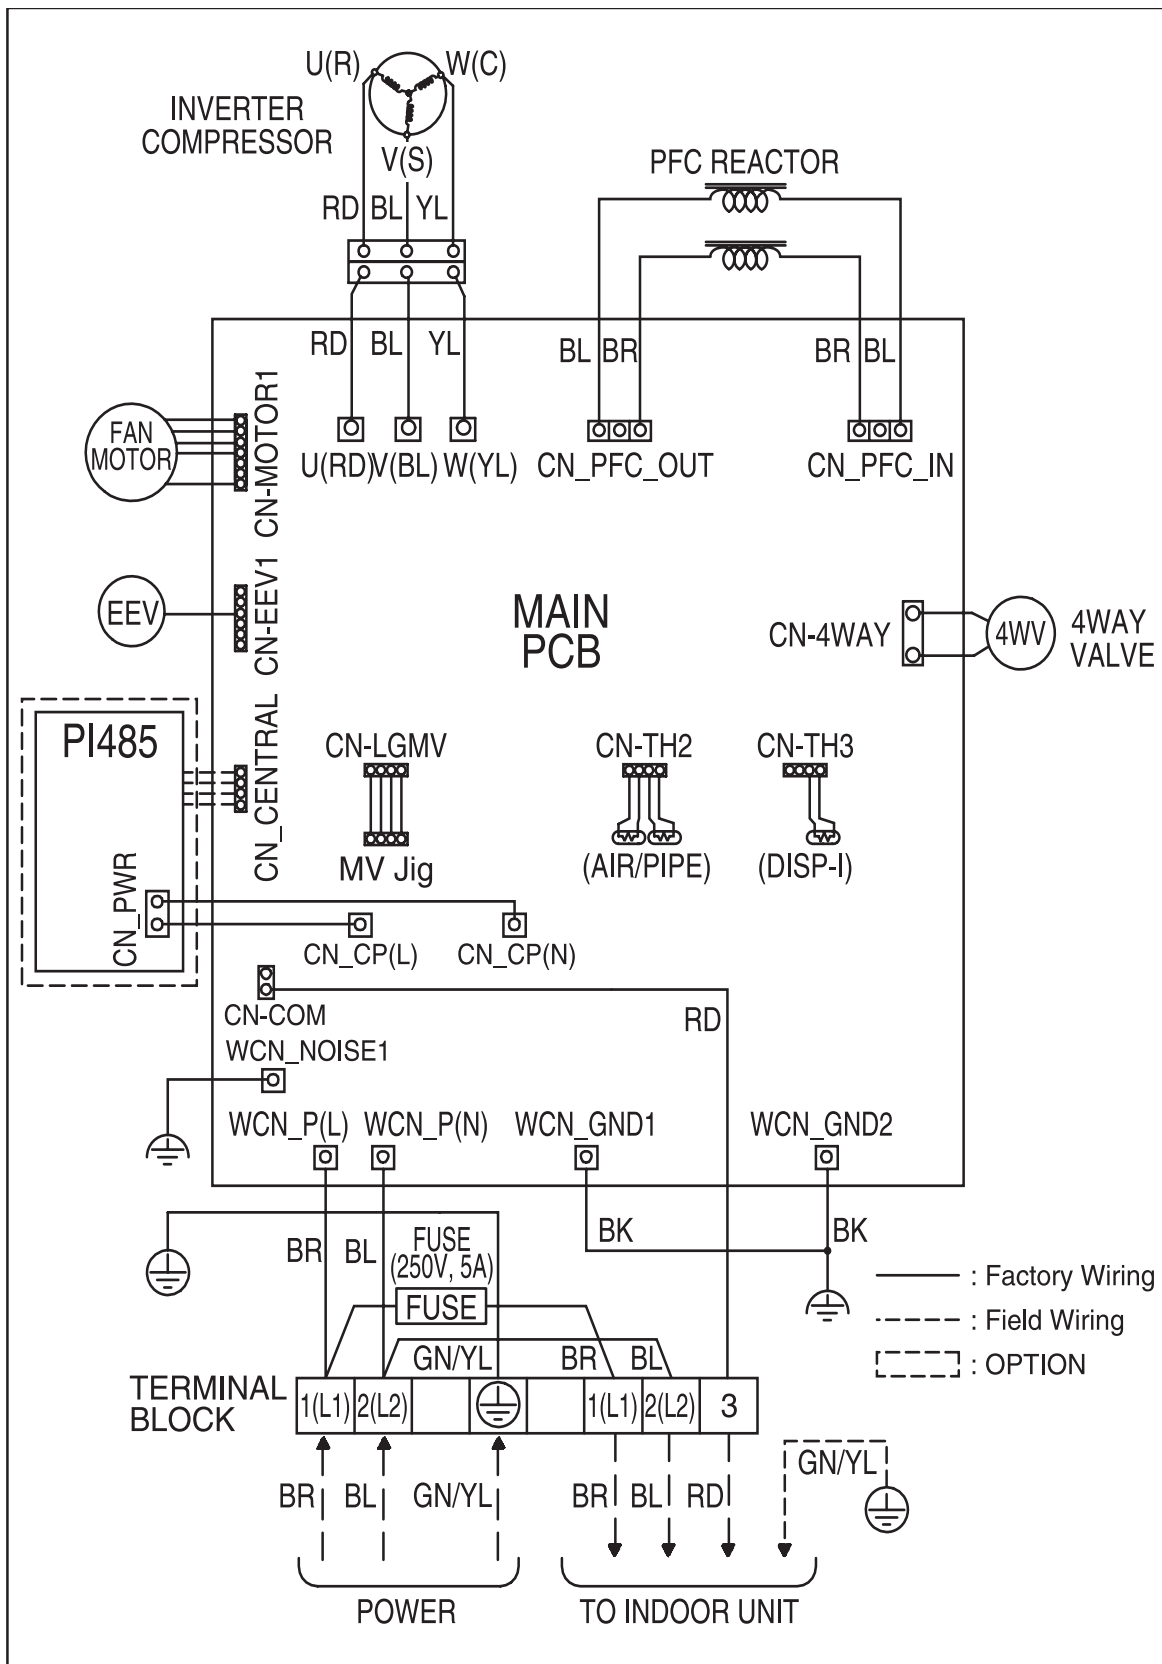 U(R) W(C)
INVERTER
COMPRESSOR
V(S)
PFC REACTOR
RD BL YL
RD BL YL
BL BR
BR BL
FAN
MOTOR
CN-MOTOR1
U(RD) V(BL) W(YL)
CN_PFC_OUT
CN_PFC_IN
EEV
CN-EEV1
MAIN
PCB
CN-4WAY
4WV
4WAY
VALVE
PI485
CN_CENTRAL
CN-LGMV
CN-TH2
CN-TH3
MV Jig
(AIR/PIPE)
(DISP-I)
CN_PWR
CN_CP(L)
CN_CP(N)
CN-COM
RD
WCN_NOISE1
WCN_P(L) WCN_P(N) WCN_GND1 WCN_GND2
BR BL
FUSE
(250V, 5A)
BK
BK
FUSE
: Factory Wiring
: Field Wiring
: OPTION
GN/YL BR BL
TERMINAL
BLOCK
1(L1) 2(L2) 1(L1) 2(L2) 3
BR BL GN/YL BR BL RD GN/YL
POWER
TO INDOOR UNIT